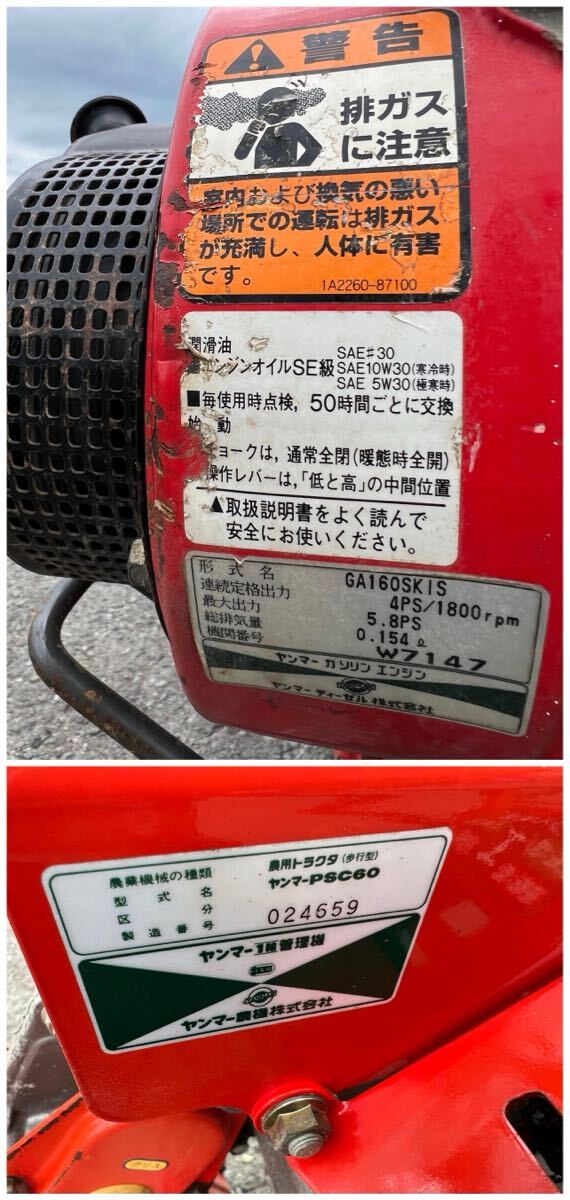 警告
排ガス
に注意
室内および換気の悪い
場所での運転は排ガス
が充満し、人体に有害
です。
1A2260-87100
潤滑油
SAE♯30
エンジンオイルSE級 SAE10W30(寒冷時)
SAE 5W30(極寒時)
■毎使用時点検，50時間ごとに交換
始動
チョークは，通常全閉(暖態時全開)
操作レバーは，「低と高」の中間位置
▲取扱説明書をよく読んで
安全にお使いください。
形式名 GA160SKIS
連続定格出力 4PS/1800rpm
最大出力 5.8PS
総排気量 0.154ℓ
機関番号 W7147
ヤンマー ガソリン エンジン
ヤンマー ディーゼル 株式会社
農業機械の種類 農用トラクタ(歩行型)
型式名 ヤンマーPSC60
区分
製造番号 024659
ヤンマー1輪管理機
ヤンマー農機株式会社
グリス